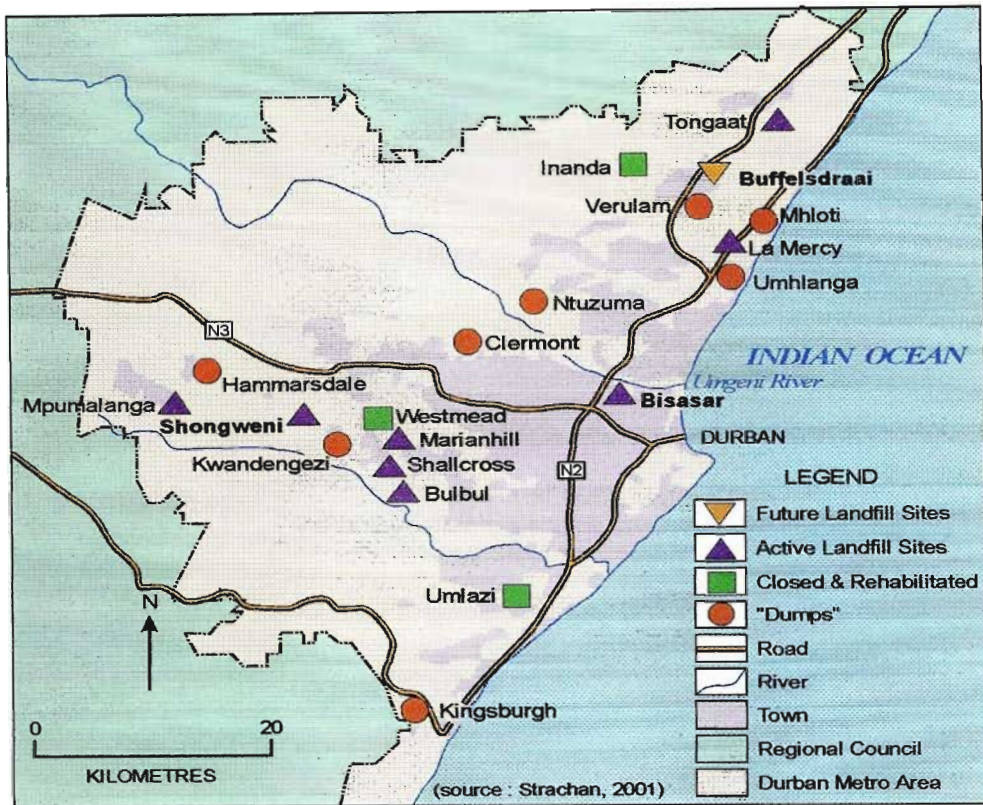 Tongaat
Inanda
Buffelsdraai
Verulam
Mhloti
La Mercy
Umhlanga
Ntuzuma
N3
Clermont
INDIAN OCEAN
Umgeni River
Hammarsdale
Mpumalanga
Bisasar
Shongweni
Westmead
Marianhill
DURBAN
Kwandengezi
Shallcross
N2
Bulbul
LEGEND
Future Landfill Sites
Active Landfill Sites
Closed & Rehabilitated
"Dumps"
Road
River
Town
Regional Council
Durban Metro Area
Umlazi
N
Kingsburgh
0 20
KILOMETRES
(source : Strachan, 2001)